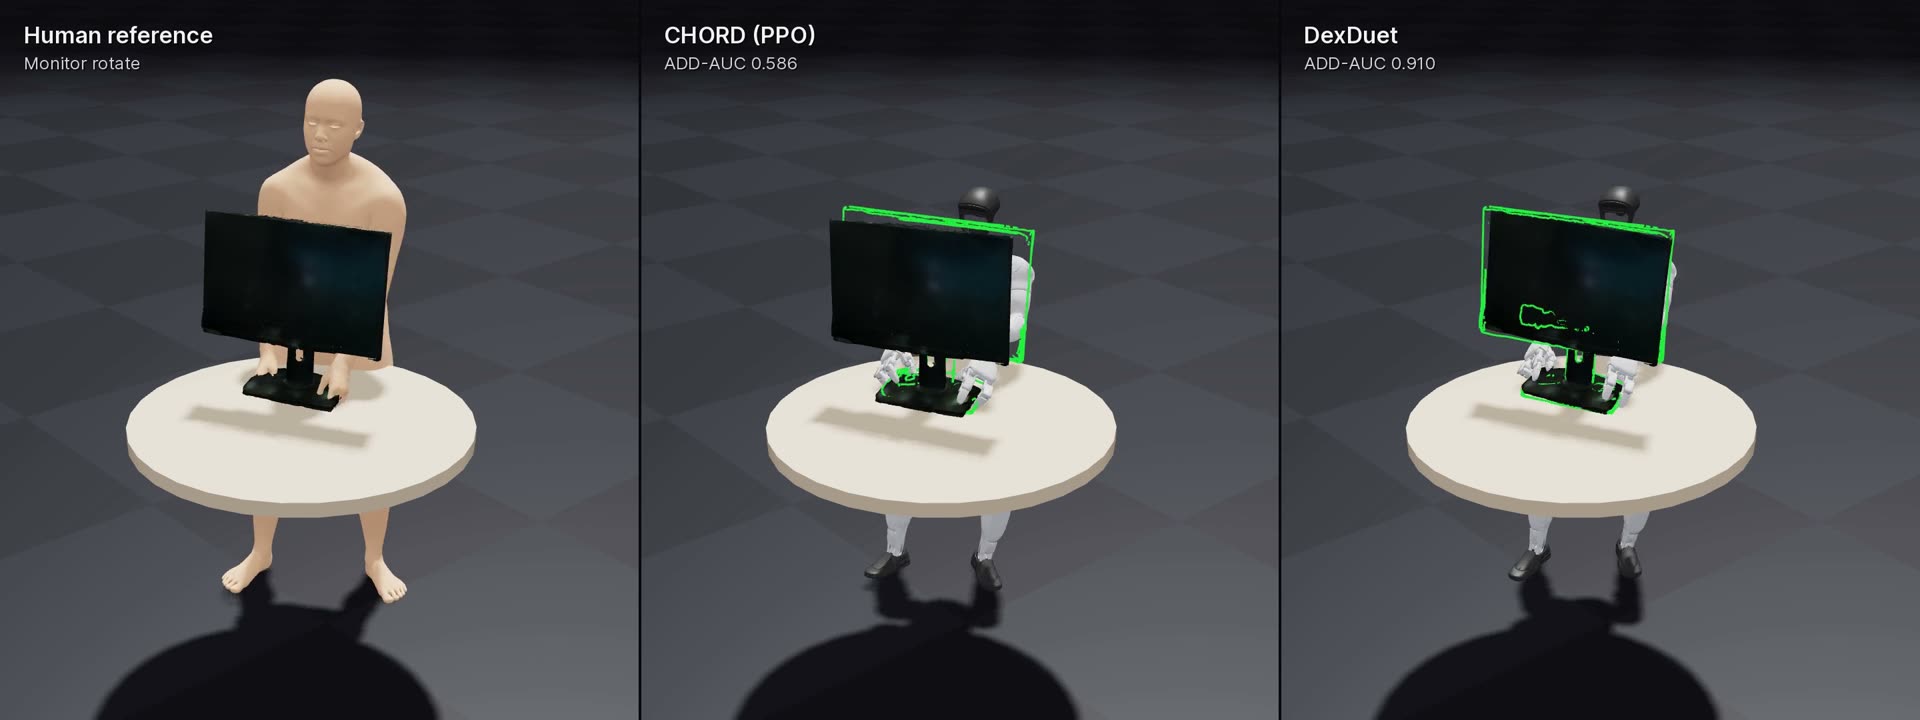 Human reference
Monitor rotate
CHORD (PPO)
ADD-AUC 0.586
DexDuet
ADD-AUC 0.910